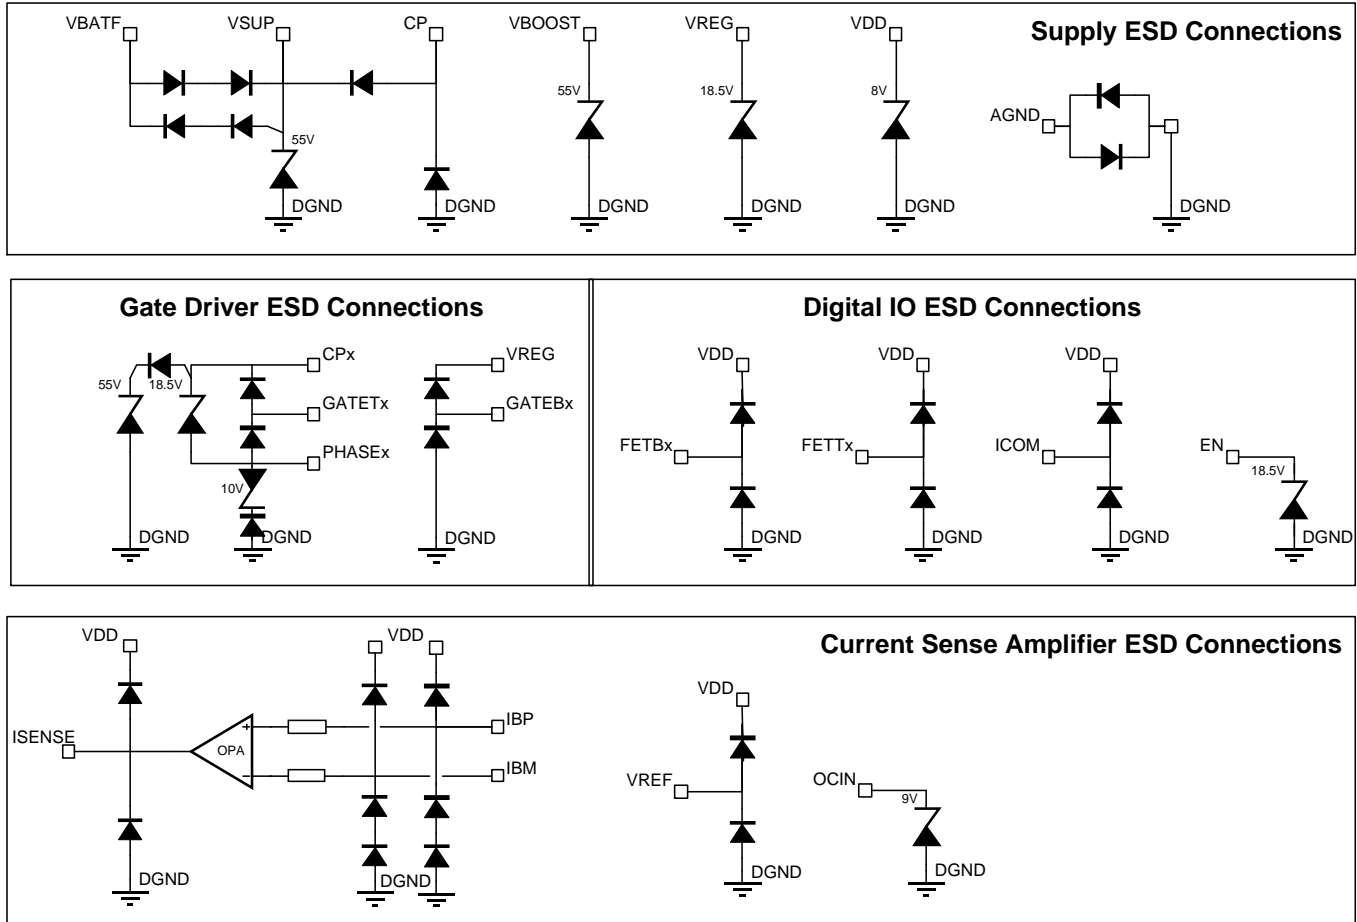 VBATF VSUP CP VBOOST VREG VDD Supply ESD Connections
55V 18.5V 8V AGND
55V
DGND DGND DGND DGND DGND DGND
Gate Driver ESD Connections
CPx VREG
55V 18.5V
GATETx GATEBx
PHASEx
10V
DGND DGND DGND
Digital IO ESD Connections
VDD VDD VDD
FETBx FETTx ICOM EN
18.5V
DGND DGND DGND DGND
Current Sense Amplifier ESD Connections
VDD VDD VDD
ISENSE OPA + - IBP
IBM
VREF OCIN
9V
DGND DGND DGND DGND